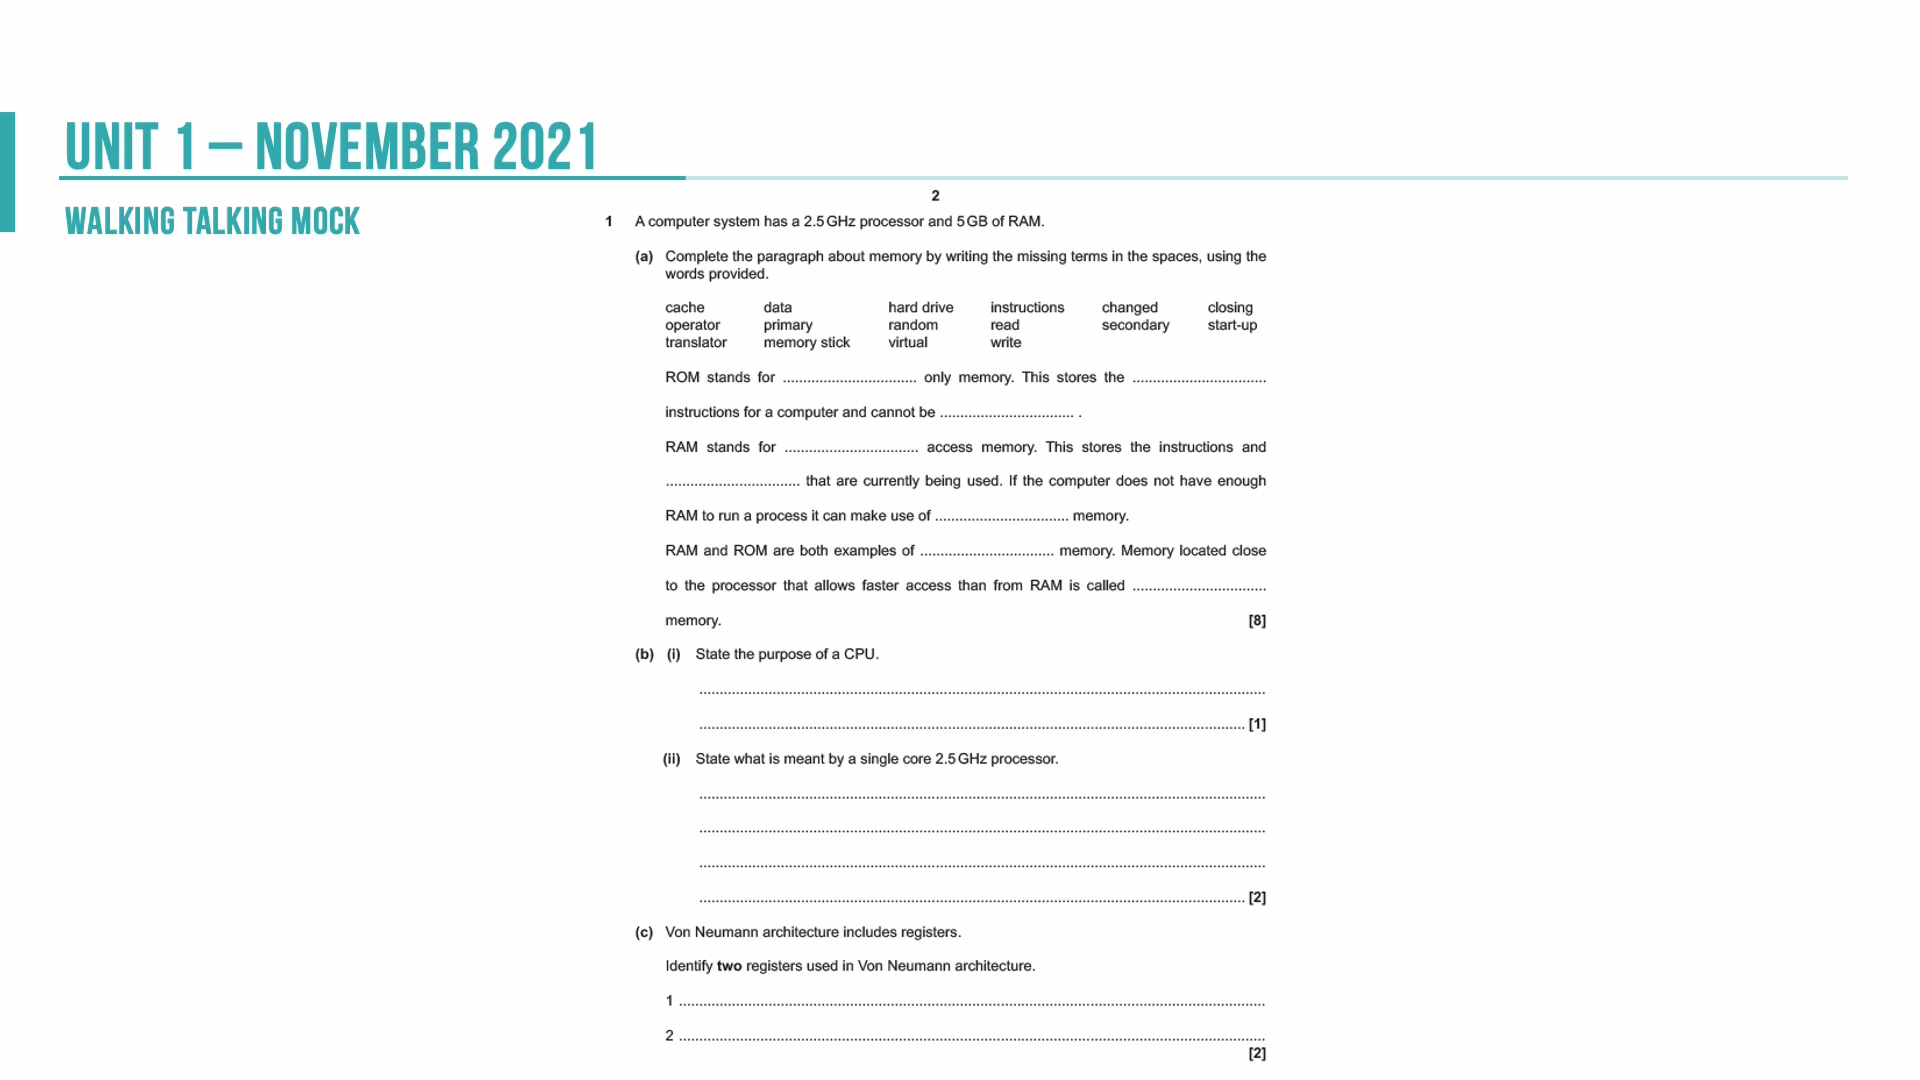 UNIT 1 – NOVEMBER 2021
WALKING TALKING MOCK
2
1 A computer system has a 2.5 GHz processor and 5 GB of RAM.
(a) Complete the paragraph about memory by writing the missing terms in the spaces, using the
words provided.
cache data hard drive instructions changed closing
operator primary random read secondary start-up
translator memory stick virtual write
ROM stands for ................................. only memory. This stores the .................................
instructions for a computer and cannot be ................................. .
RAM stands for ................................. access memory. This stores the instructions and
................................. that are currently being used. If the computer does not have enough
RAM to run a process it can make use of ................................. memory.
RAM and ROM are both examples of ................................. memory. Memory located close
to the processor that allows faster access than from RAM is called .................................
memory. [8]
(b) (i) State the purpose of a CPU.
..........................................................................................................................................
..................................................................................................................................... [1]
(ii) State what is meant by a single core 2.5 GHz processor.
..........................................................................................................................................
..........................................................................................................................................
..........................................................................................................................................
..................................................................................................................................... [2]
(c) Von Neumann architecture includes registers.
Identify two registers used in Von Neumann architecture.
1 ...............................................................................................................................................
2 ...............................................................................................................................................
[2]